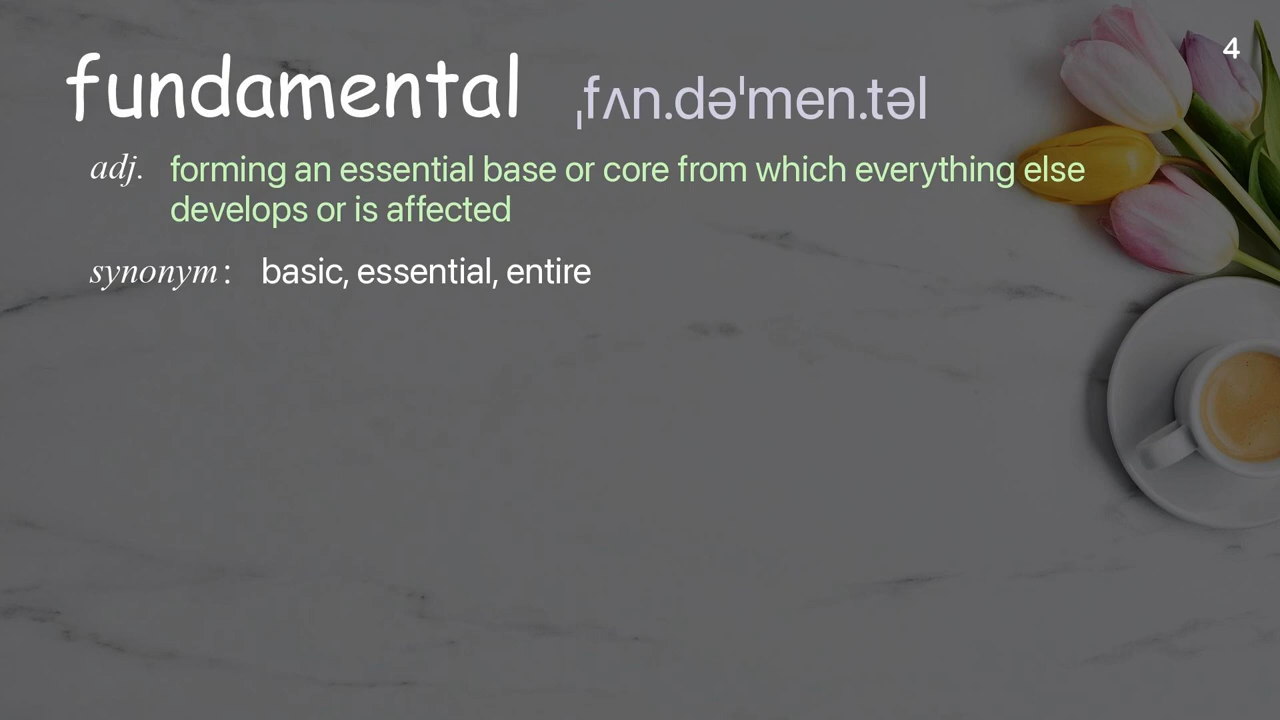 4
fundamental ˌfʌn.dəˈmen.təl
adj. forming an essential base or core from which everything else
develops or is affected
synonym: basic, essential, entire